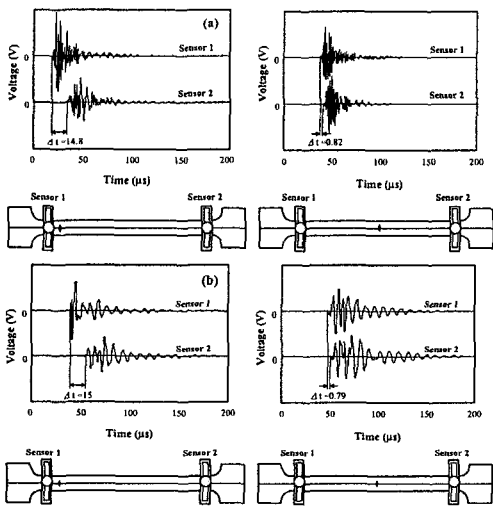 (a)
Voltage (V)
0
0
Sensor 1
Sensor 2
Δt=14.8
0 50 100 150 200
Time (μs)
Voltage (V)
0
0
Sensor 1
Sensor 2
Δt=0.82
0 50 100 150 200
Time (μs)
Sensor 1 Sensor 2
Sensor 1 Sensor 2
(b)
Voltage (V)
0
0
Sensor 1
Sensor 2
Δt=15
0 50 100 150 200
Time (μs)
Voltage (V)
0
0
Sensor 1
Sensor 2
Δt=0.79
0 50 100 150 200
Time (μs)
Sensor 1 Sensor 2
Sensor 1 Sensor 2